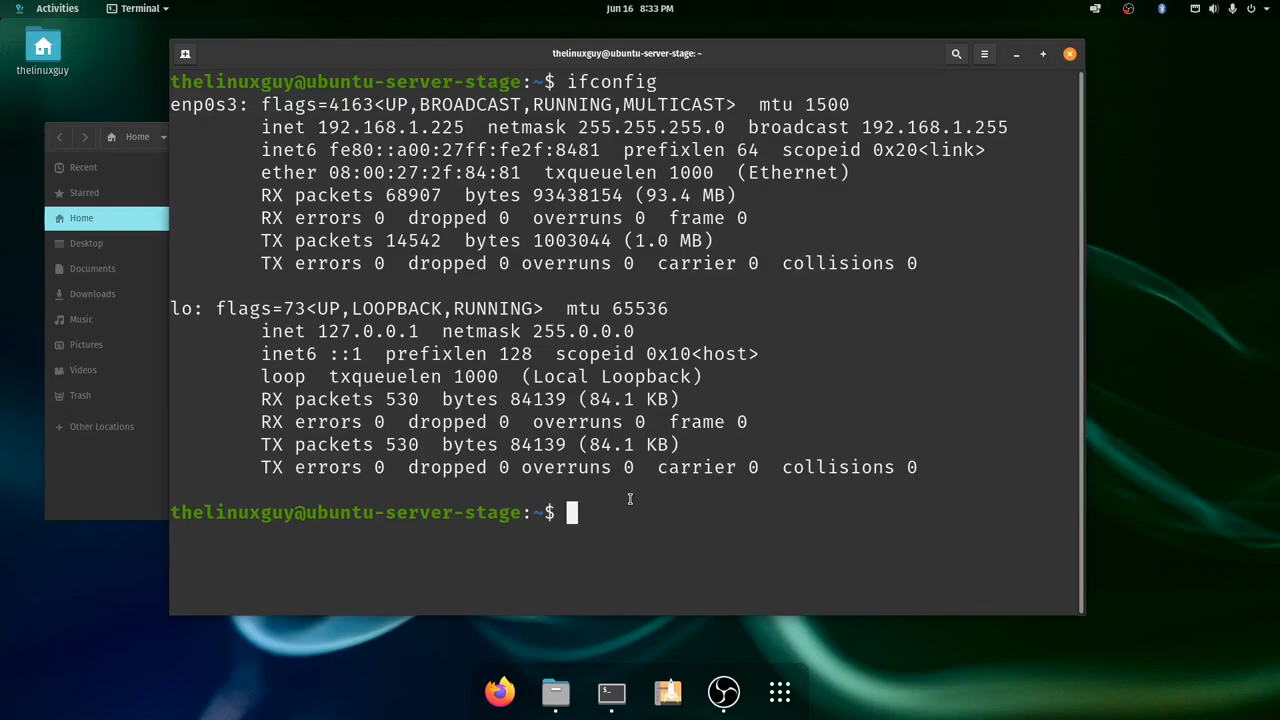 Activities
Terminal
Jun 16 8:33 PM
thelinuxguy
thelinuxguy@ubuntu-server-stage: ~
Home
Recent
Starred
Home
Desktop
Documents
Downloads
Music
Pictures
Videos
Trash
+ Other Locations
thelinuxguy@ubuntu-server-stage:~$ ifconfig
enp0s3: flags=4163<UP,BROADCAST,RUNNING,MULTICAST>  mtu 1500
        inet 192.168.1.225  netmask 255.255.255.0  broadcast 192.168.1.255
        inet6 fe80::a00:27ff:fe2f:8481  prefixlen 64  scopeid 0x20<link>
        ether 08:00:27:2f:84:81  txqueuelen 1000  (Ethernet)
        RX packets 68907  bytes 93438154 (93.4 MB)
        RX errors 0  dropped 0  overruns 0  frame 0
        TX packets 14542  bytes 1003044 (1.0 MB)
        TX errors 0  dropped 0 overruns 0  carrier 0  collisions 0
lo: flags=73<UP,LOOPBACK,RUNNING>  mtu 65536
        inet 127.0.0.1  netmask 255.0.0.0
        inet6 ::1  prefixlen 128  scopeid 0x10<host>
        loop  txqueuelen 1000  (Local Loopback)
        RX packets 530  bytes 84139 (84.1 KB)
        RX errors 0  dropped 0  overruns 0  frame 0
        TX packets 530  bytes 84139 (84.1 KB)
        TX errors 0  dropped 0 overruns 0  carrier 0  collisions 0
thelinuxguy@ubuntu-server-stage:~$